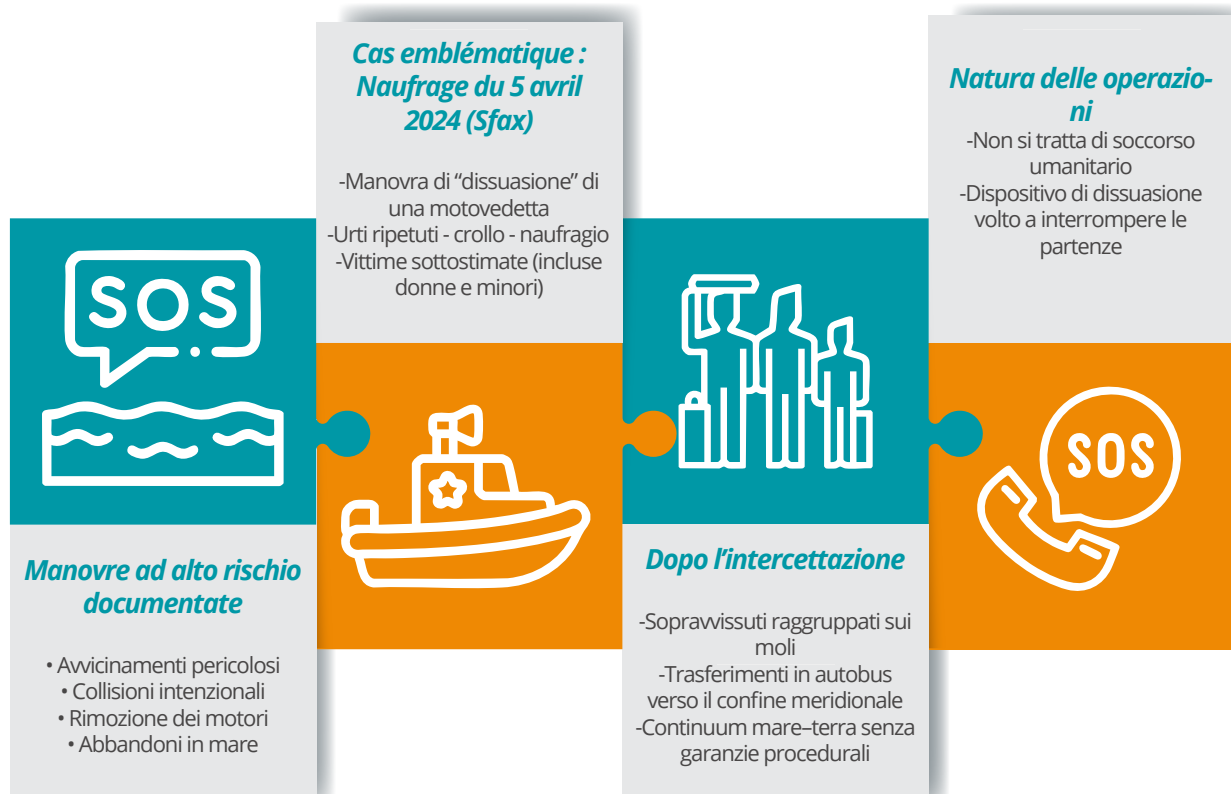 SOS
Manovre ad alto rischio
documentate
• Avvicinamenti pericolosi
• Collisioni intenzionali
• Rimozione dei motori
• Abbandoni in mare
Cas emblématique :
Naufrage du 5 avril
2024 (Sfax)
-Manovra di “dissuasione” di
una motovedetta
-Urti ripetuti - crollo - naufragio
-Vittime sottostimate (incluse
donne e minori)
Dopo l'intercettazione
-Sopravvissuti raggruppati sui
moli
-Trasferimenti in autobus
verso il confine meridionale
-Continuum mare–terra senza
garanzie procedurali
Natura delle operazio-
ni
-Non si tratta di soccorso
umanitario
-Dispositivo di dissuasione
volto a interrompere le
partenze
SOS